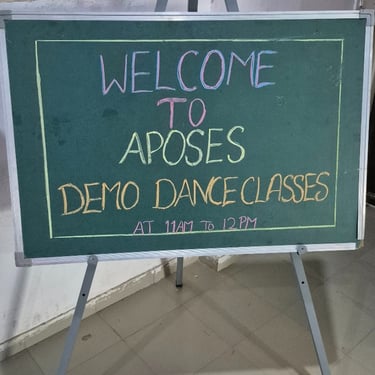 WELCOME
TO
APOSES
DEMO DANCE CLASSES
AT 11AM TO 12PM